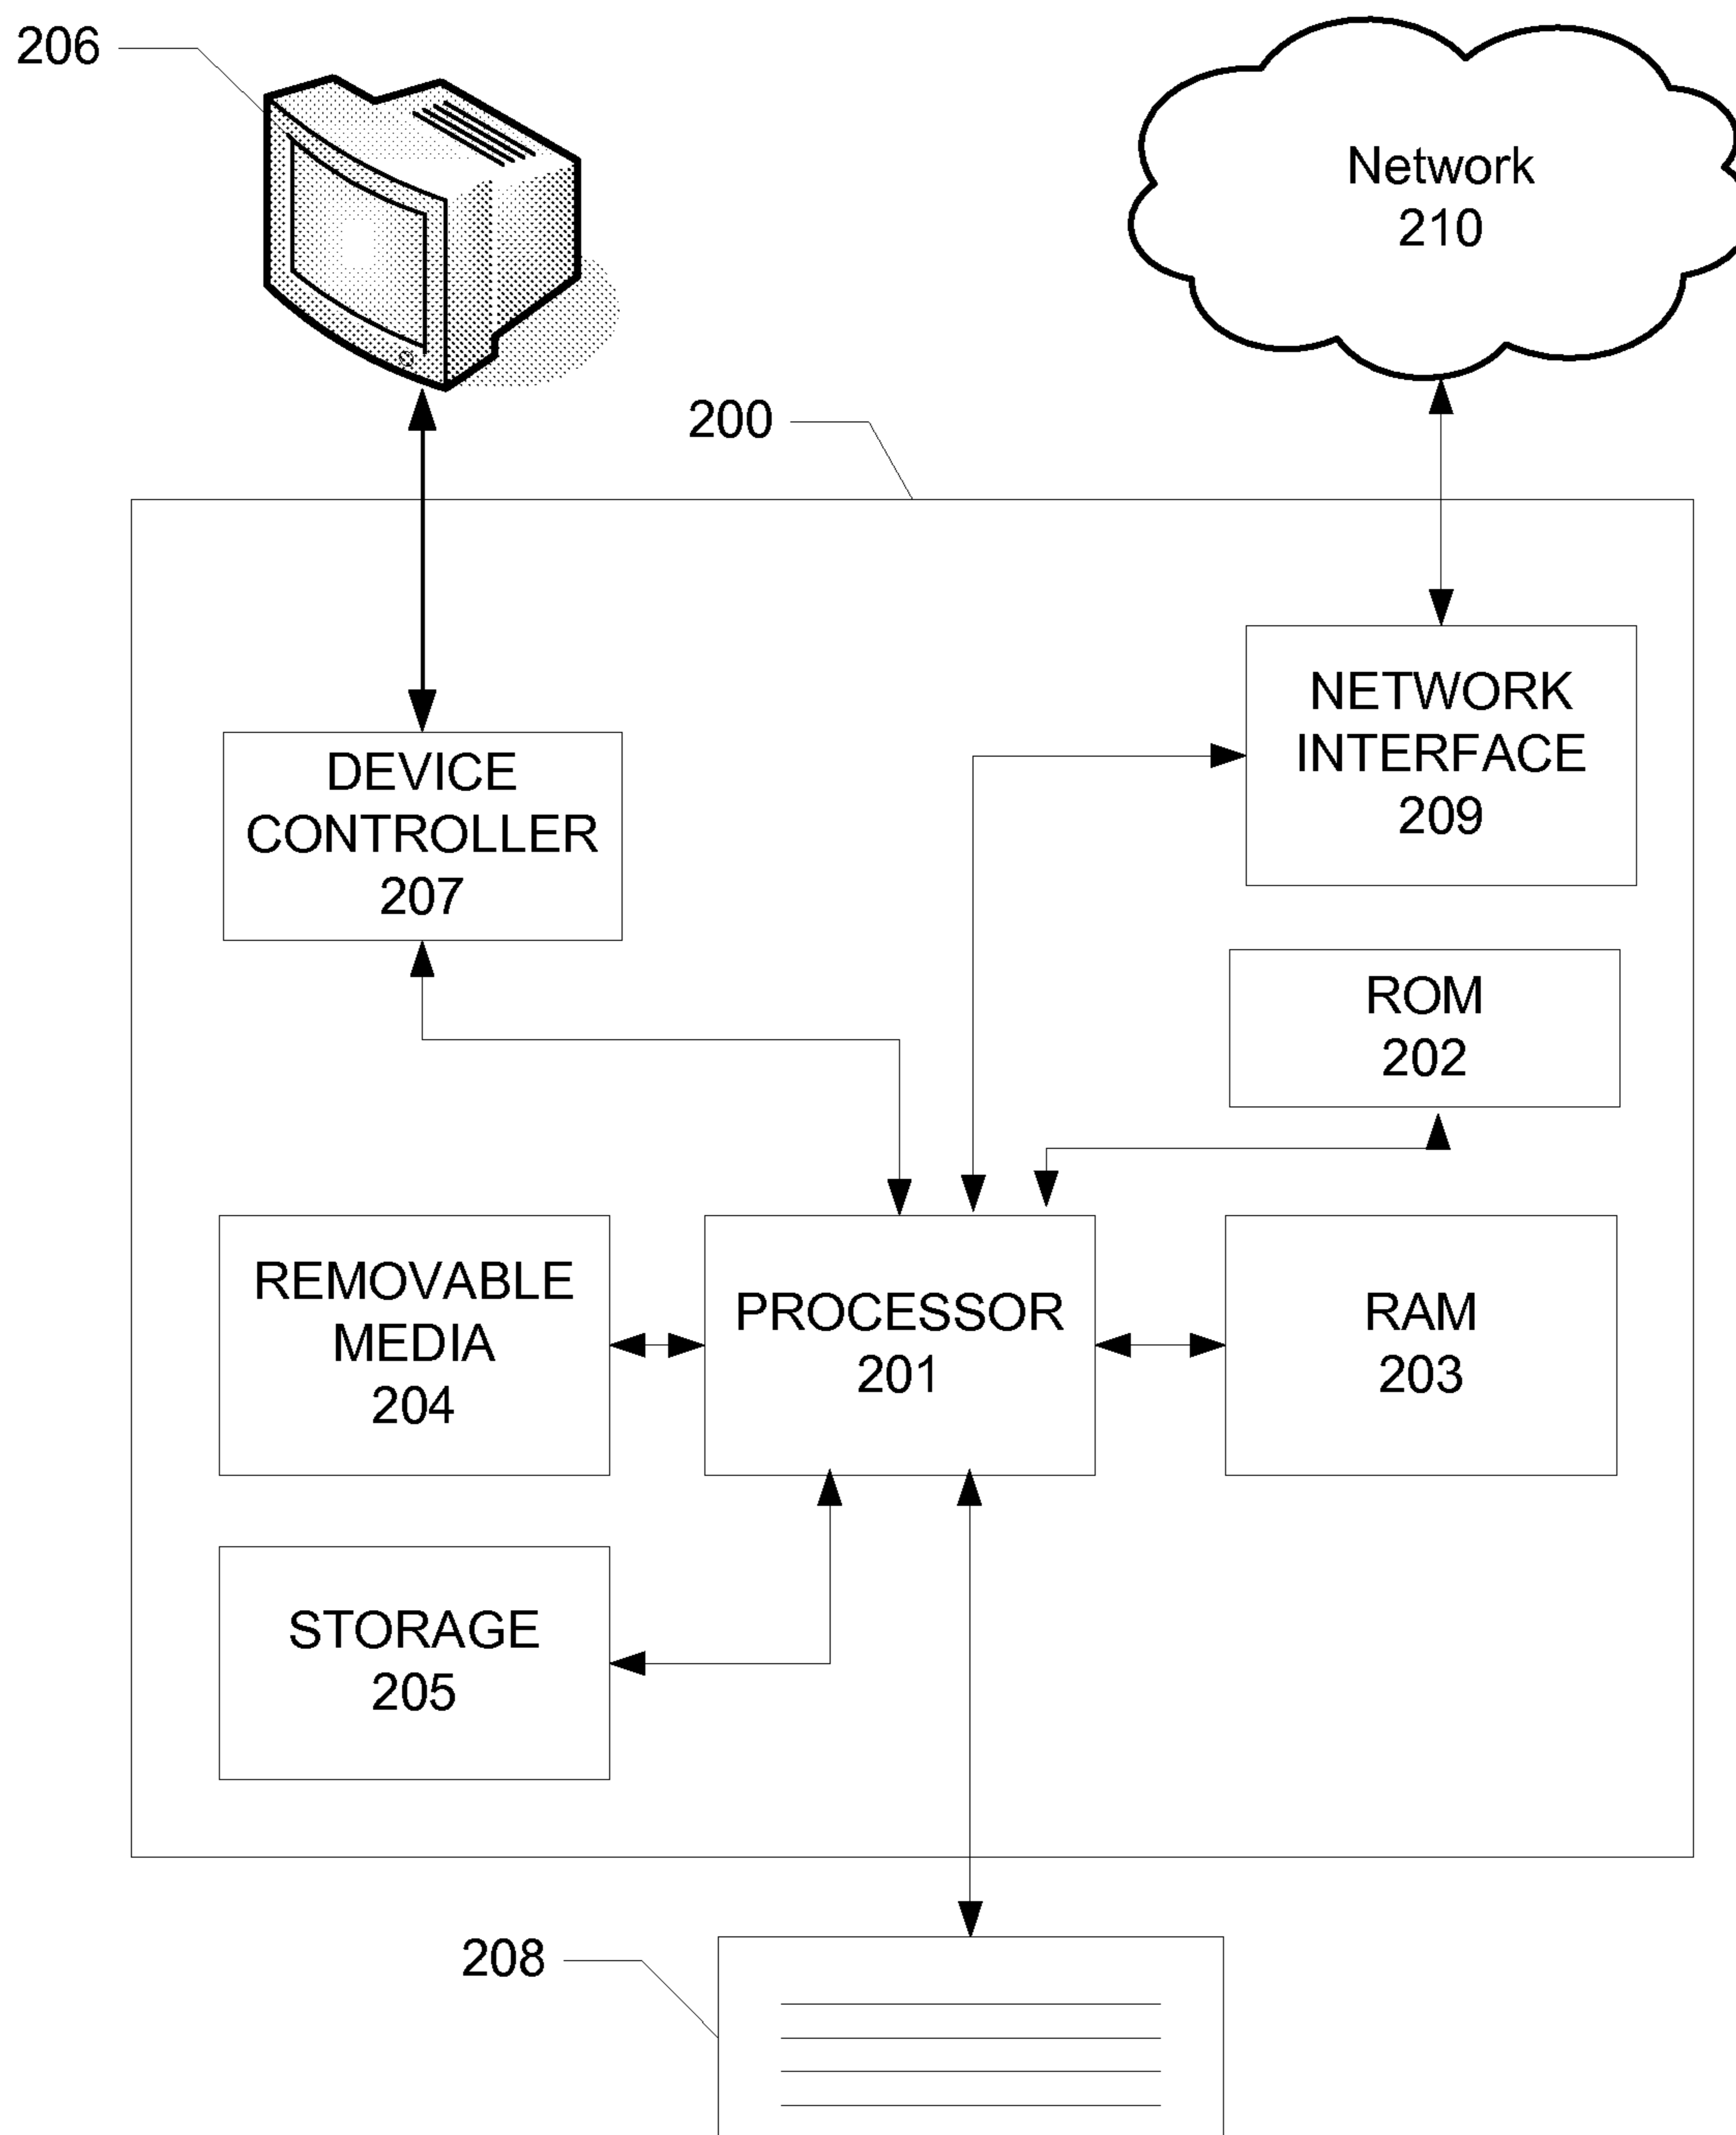 206
Network
210
200
NETWORK
INTERFACE
209
DEVICE
CONTROLLER
207
ROM
202
REMOVABLE
MEDIA
204
PROCESSOR
201
RAM
203
STORAGE
205
208